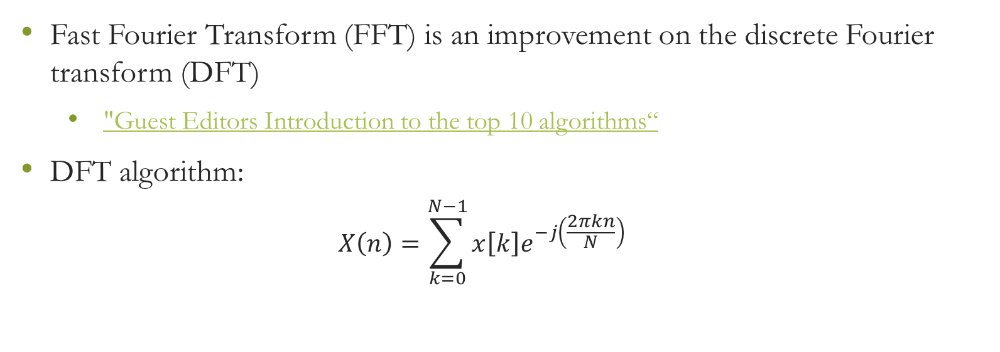 • Fast Fourier Transform (FFT) is an improvement on the discrete Fourier
transform (DFT)
• "Guest Editors Introduction to the top 10 algorithms“
• DFT algorithm:
X(n) = \sum_{k=0}^{N-1} x[k]e^{-j\left(\frac{2\pi kn}{N}\right)}